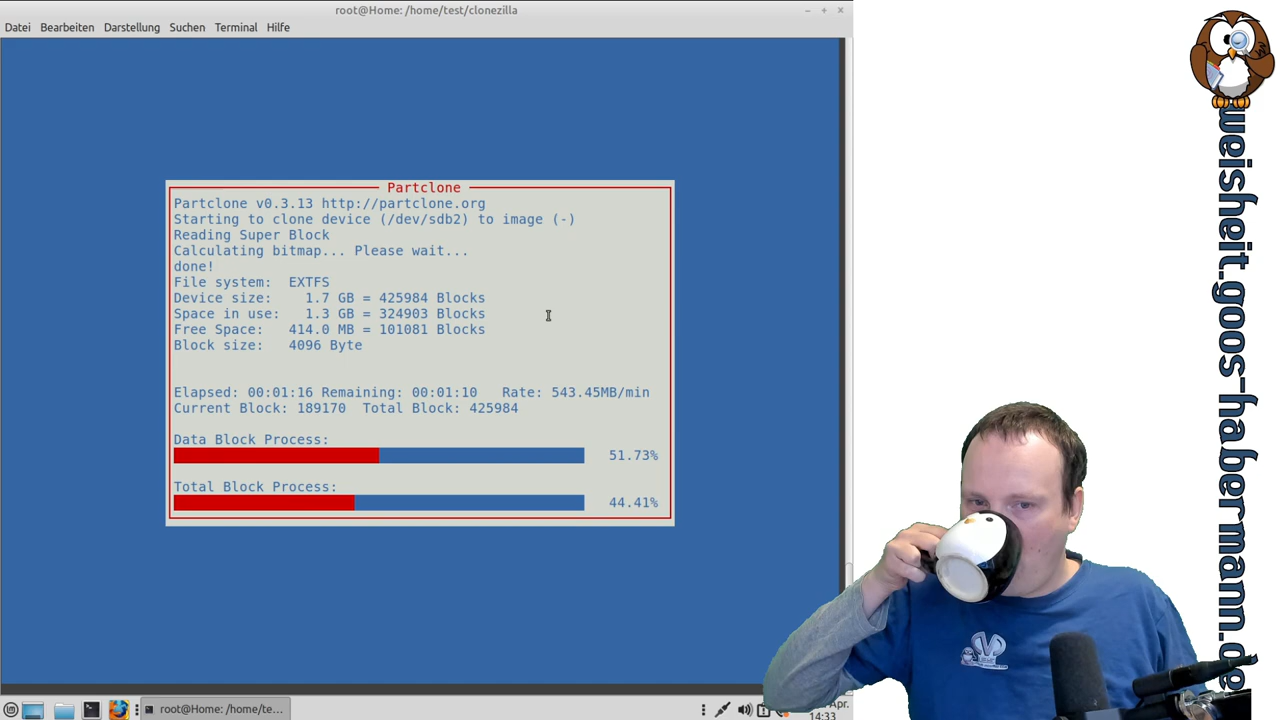 root@Home: /home/test/clonezilla
Datei Bearbeiten Darstellung Suchen Terminal Hilfe
Partclone
Partclone v0.3.13 http://partclone.org
Starting to clone device (/dev/sdb2) to image (-)
Reading Super Block
Calculating bitmap... Please wait...
done!
File system: EXTFS
Device size: 1.7 GB = 425984 Blocks
Space in use: 1.3 GB = 324903 Blocks
Free Space: 414.0 MB = 101081 Blocks
Block size: 4096 Byte
Elapsed: 00:01:16 Remaining: 00:01:10 Rate: 543.45MB/min
Current Block: 189170 Total Block: 425984
Data Block Process:
51.73%
Total Block Process:
44.41%
root@Home: /home/te...
Apr.
14:33
weisheit.goos-habermann.de